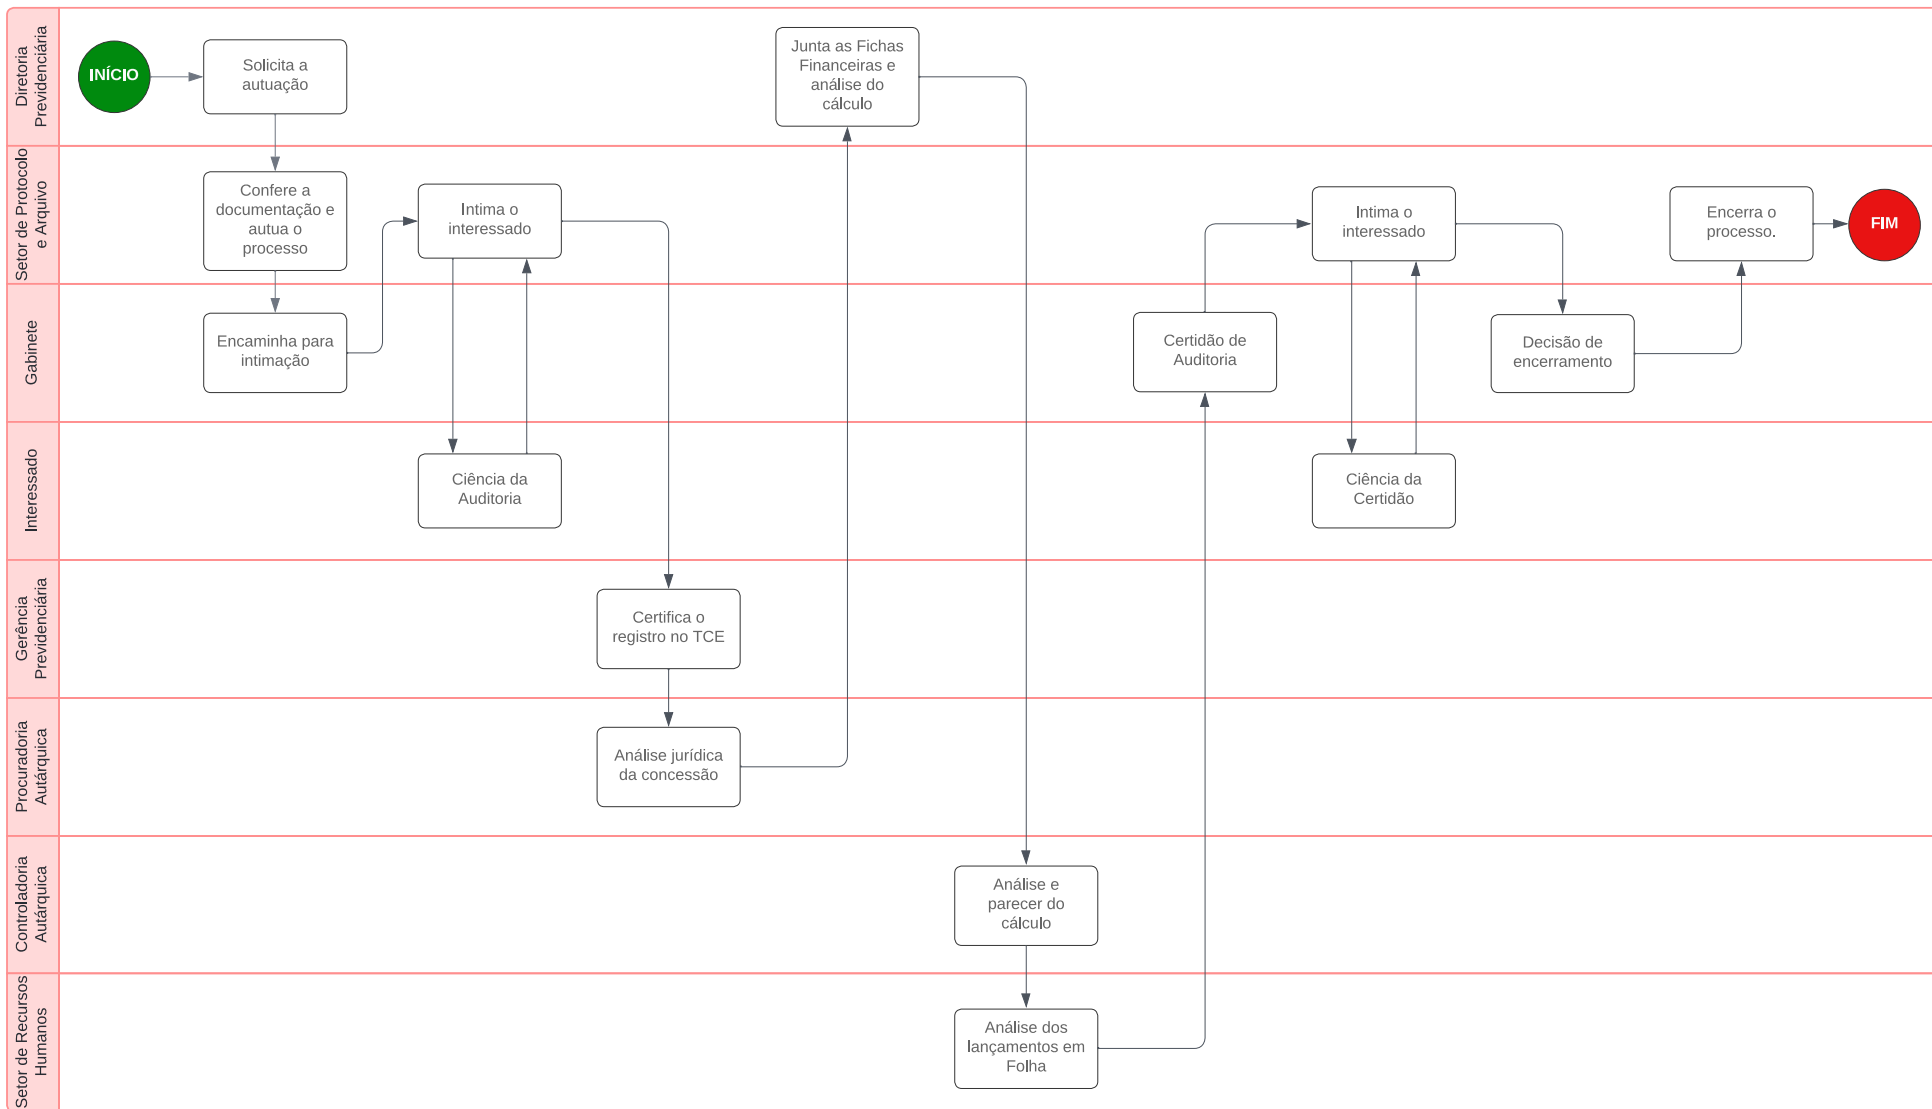 Diretoria
Previdenciária
INÍCIO
Solicita a
autuação
Junta as Fichas
Financeiras e
análise do
cálculo
Setor de Protocolo
e Arquivo
Confere a
documentação e
autua o
processo
Intima o
interessado
Intima o
interessado
Encerra o
processo.
FIM
Gabinete
Encaminha para
intimação
Certidão de
Auditoria
Decisão de
encerramento
Interessado
Ciência da
Auditoria
Ciência da
Certidão
Gerência
Previdenciária
Certifica o
registro no TCE
Procuradoria
Autárquica
Análise jurídica
da concessão
Controladoria
Autárquica
Análise e
parecer do
cálculo
Setor de Recursos
Humanos
Análise dos
lançamentos em
Folha